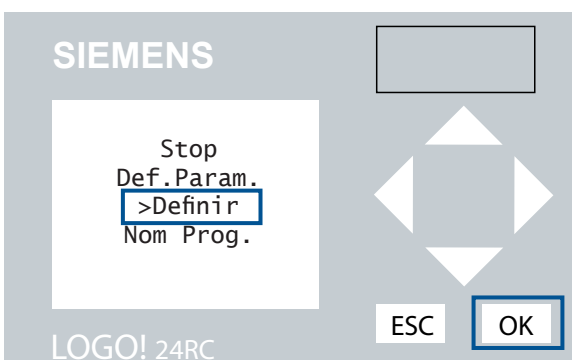 SIEMENS
Stop
Def.Param.
>Definir
Nom Prog.
ESC
OK
LOGO! 24RC